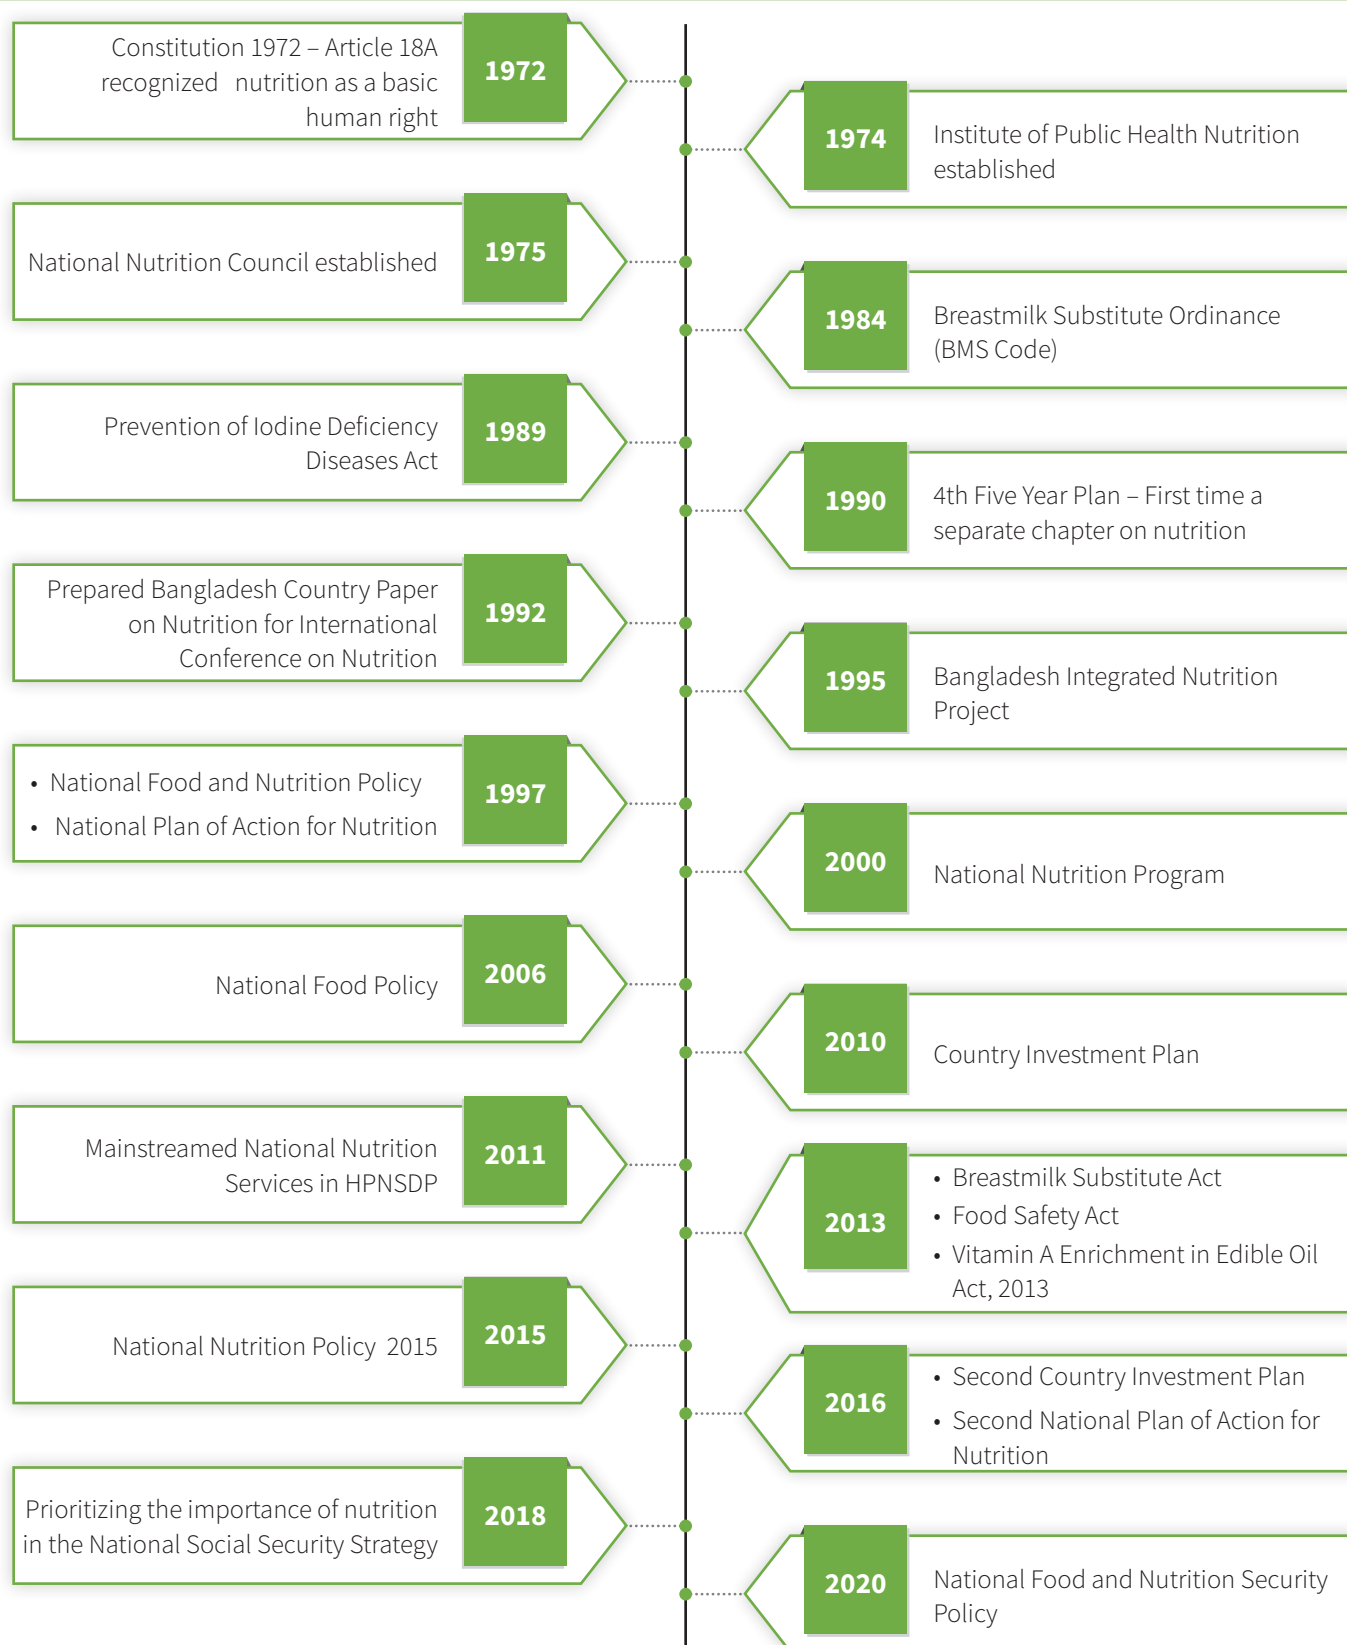 Constitution 1972 – Article 18A
recognized nutrition as a basic
human right
1972
1974
Institute of Public Health Nutrition
established
National Nutrition Council established
1975
1984
Breastmilk Substitute Ordinance
(BMS Code)
Prevention of Iodine Deficiency
Diseases Act
1989
1990
4th Five Year Plan – First time a
separate chapter on nutrition
Prepared Bangladesh Country Paper
on Nutrition for International
Conference on Nutrition
1992
1995
Bangladesh Integrated Nutrition
Project
• National Food and Nutrition Policy
• National Plan of Action for Nutrition
1997
2000
National Nutrition Program
National Food Policy
2006
2010
Country Investment Plan
Mainstreamed National Nutrition
Services in HPNSDP
2011
2013
• Breastmilk Substitute Act
• Food Safety Act
• Vitamin A Enrichment in Edible Oil
Act, 2013
National Nutrition Policy 2015
2015
2016
• Second Country Investment Plan
• Second National Plan of Action for
Nutrition
Prioritizing the importance of nutrition
in the National Social Security Strategy
2018
2020
National Food and Nutrition Security
Policy